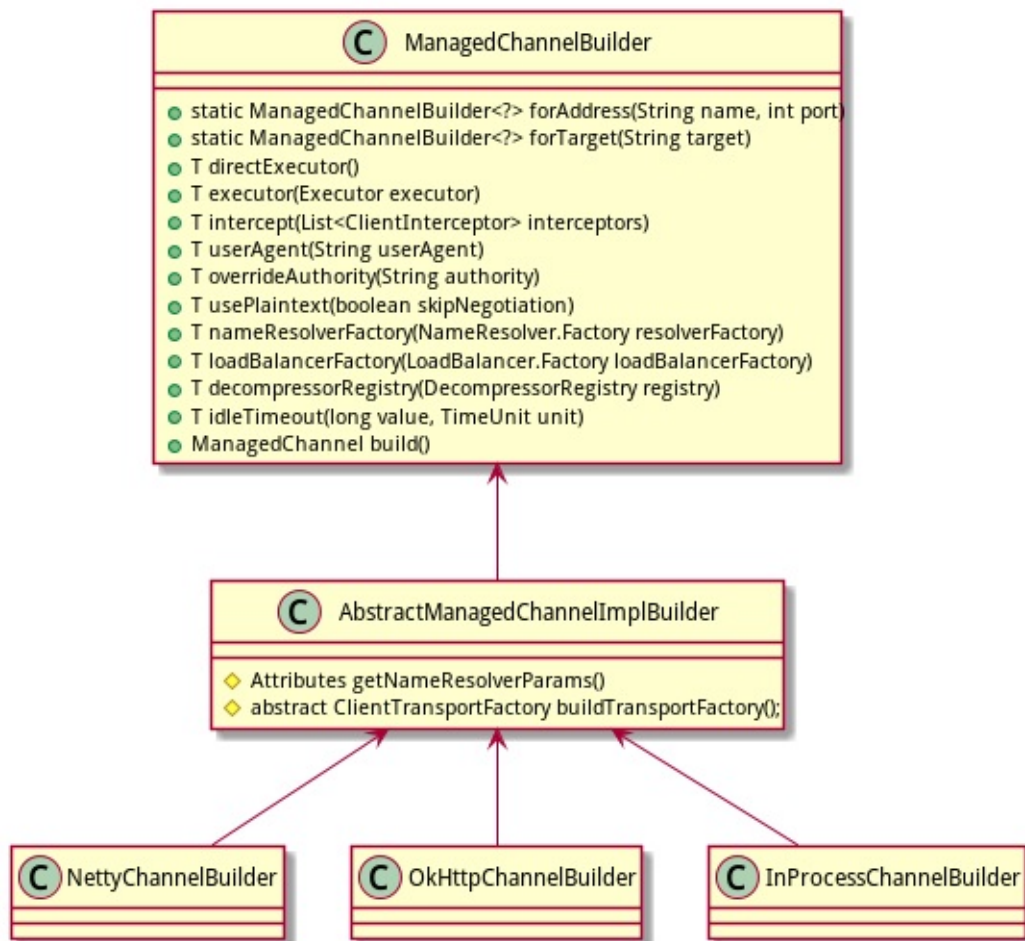 C ManagedChannelBuilder
static ManagedChannelBuilder<?> forAddress(String name, int port)
static ManagedChannelBuilder<?> forTarget(String target)
T directExecutor()
T executor(Executor executor)
T intercept(List<ClientInterceptor> interceptors)
T userAgent(String userAgent)
T overrideAuthority(String authority)
T usePlaintext(boolean skipNegotiation)
T nameResolverFactory(NameResolver.Factory resolverFactory)
T loadBalancerFactory(LoadBalancer.Factory loadBalancerFactory)
T decompressorRegistry(DecompressorRegistry registry)
T idleTimeout(long value, TimeUnit unit)
ManagedChannel build()
C AbstractManagedChannelImplBuilder
Attributes getNameResolverParams()
abstract ClientTransportFactory buildTransportFactory();
C NettyChannelBuilder
C OkHttpChannelBuilder
C InProcessChannelBuilder